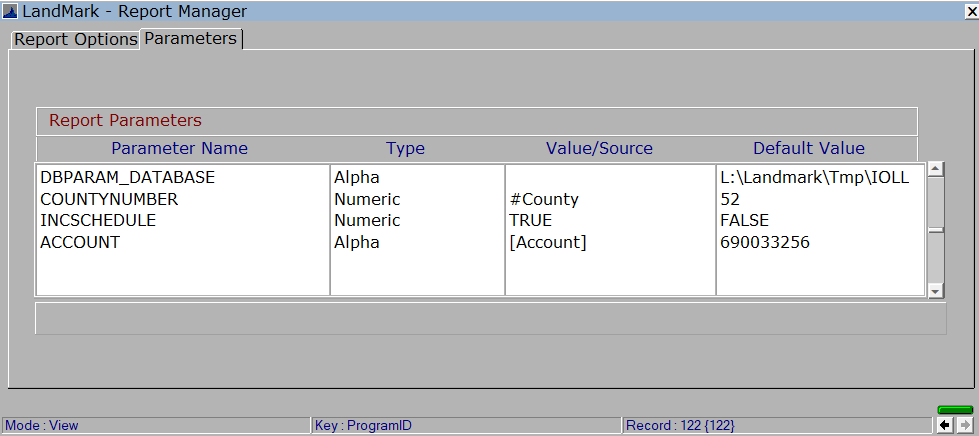 LandMark - Report Manager
Report Options Parameters
Report Parameters
Parameter Name Type Value/Source Default Value
DBPARAM_DATABASE Alpha L:\Landmark\Tmp\IOLL
COUNTYNUMBER Numeric #County 52
INCSCHEDULE Numeric TRUE FALSE
ACCOUNT Alpha [Account] 690033256
Mode : View Key : ProgramID Record : 122 {122}